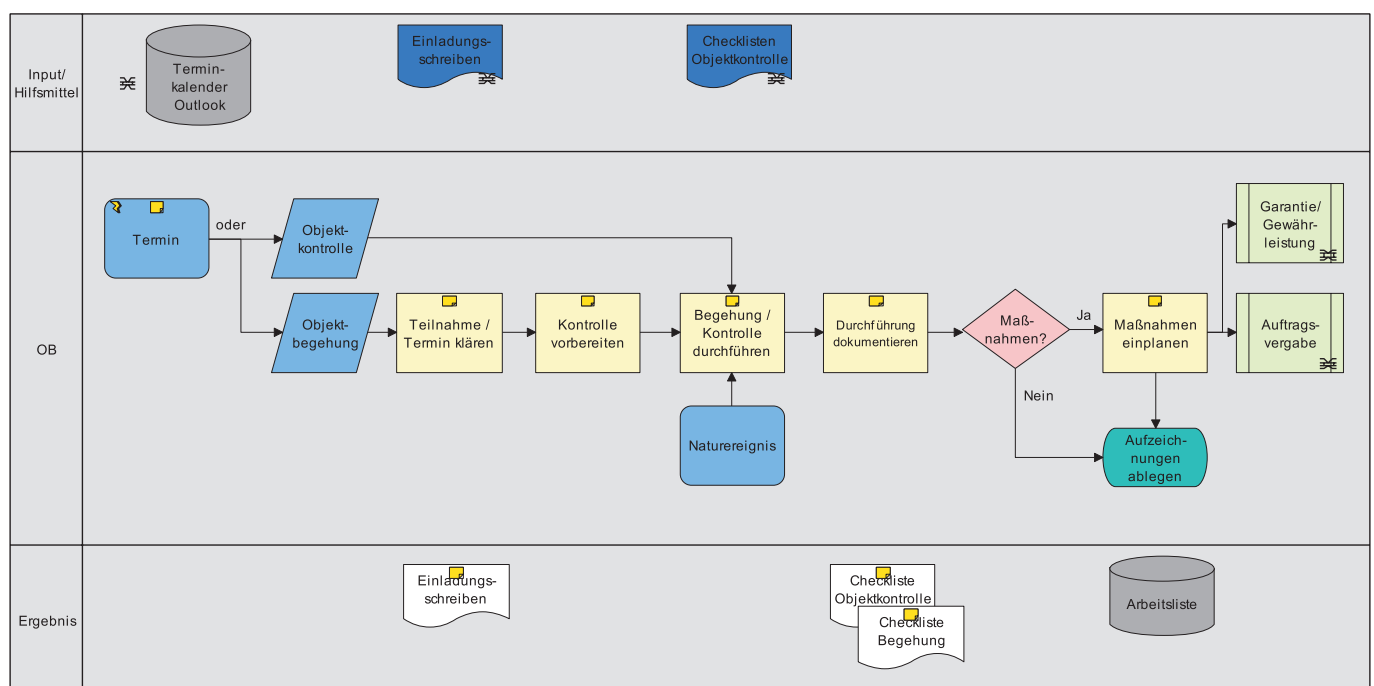 Input/
Hilfsmittel
Termin-
kalender
Outlook
Einladungs-
schreiben
Checklisten
Objektkontrolle
OB
Termin
oder
Objekt-
kontrolle
Objekt-
begehung
Teilnahme /
Termin klären
Kontrolle
vorbereiten
Begehung /
Kontrolle
durchführen
Naturereignis
Durchführung
dokumentieren
Maß-
nahmen?
Ja
Nein
Maßnahmen
einplanen
Garantie/
Gewähr-
leistung
Auftrags-
vergabe
Aufzeich-
nungen
ablegen
Ergebnis
Einladungs-
schreiben
Checkliste
Objektkontrolle
Checkliste
Begehung
Arbeitsliste